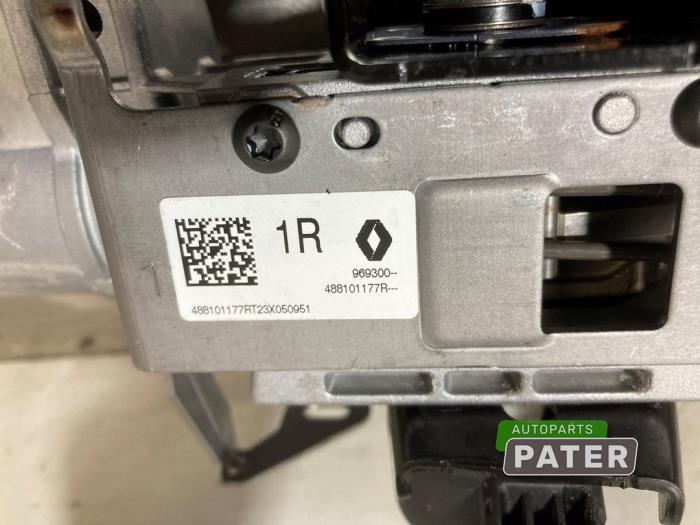 1R
969300--
488101177R---
488101177RT23X050951
AUTOPARTS
PATER